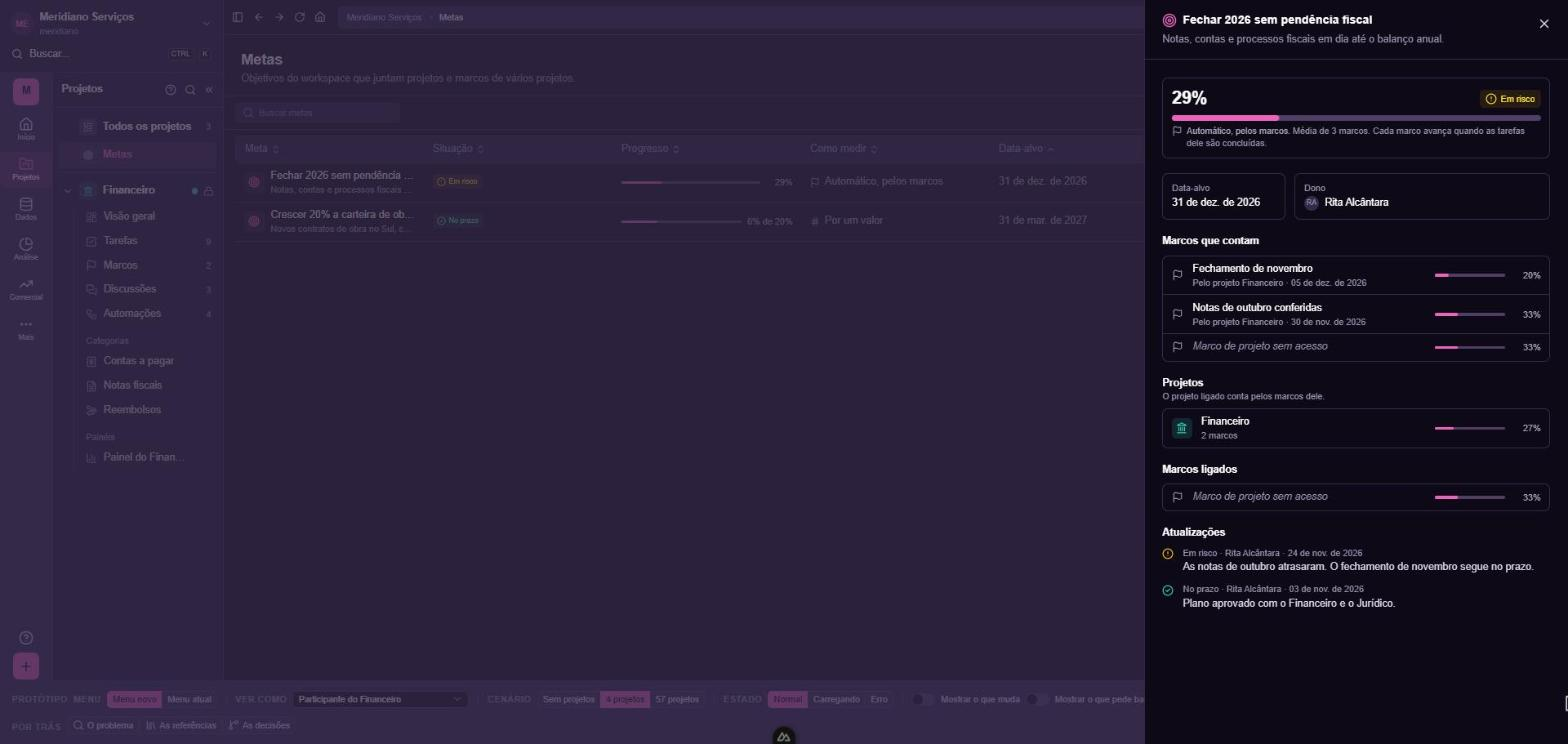 ME
Meridiano Serviços
meridiano
Buscar...
CTRL K
M
Início
Projetos
Dados
Análise
Comercial
Mais
Projetos
Todos os projetos 3
Metas
Financeiro
Visão geral
Tarefas 9
Marcos 2
Discussões 3
Automações 4
Categorias
Contas a pagar
Notas fiscais
Reembolsos
Painéis
Painel do Finan...
Meridiano Serviços › Metas
Metas
Objetivos do workspace que juntam projetos e marcos de vários projetos.
Buscar metas
Meta Situação Progresso Como medir Data-alvo
Fechar 2026 sem pendência ...
Notas, contas e processos fiscais ...
Em risco
29%
Automático, pelos marcos
31 de dez. de 2026
Crescer 20% a carteira de ob...
Novos contratos de obra no Sul, c...
No prazo
6% de 20%
# Por um valor
31 de mar. de 2027
Fechar 2026 sem pendência fiscal
Notas, contas e processos fiscais em dia até o balanço anual.
29%
Em risco
Automático, pelos marcos. Média de 3 marcos. Cada marco avança quando as tarefas
dele são concluídas.
Data-alvo
31 de dez. de 2026
Dono
RA Rita Alcântara
Marcos que contam
Fechamento de novembro
Pelo projeto Financeiro · 05 de dez. de 2026
20%
Notas de outubro conferidas
Pelo projeto Financeiro · 30 de nov. de 2026
33%
Marco de projeto sem acesso
33%
Projetos
O projeto ligado conta pelos marcos dele.
Financeiro
2 marcos
27%
Marcos ligados
Marco de projeto sem acesso
33%
Atualizações
Em risco · Rita Alcântara · 24 de nov. de 2026
As notas de outubro atrasaram. O fechamento de novembro segue no prazo.
No prazo · Rita Alcântara · 03 de nov. de 2026
Plano aprovado com o Financeiro e o Jurídico.
PROTÓTIPO MENU Menu novo Menu atual VER COMO Participante do Financeiro CENÁRIO Sem projetos 4 projetos 57 projetos ESTADO Normal Carregando Erro Mostrar o que muda Mostrar o que pede ba
POR TRÁS O problema As referências As decisões